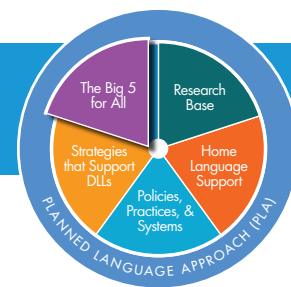 The Big 5
for All
Research
Base
Home
Language
Support
Policies,
Practices, &
Systems
Strategies
that Support
DLLs
PLANNED LANGUAGE APPROACH (PLA)